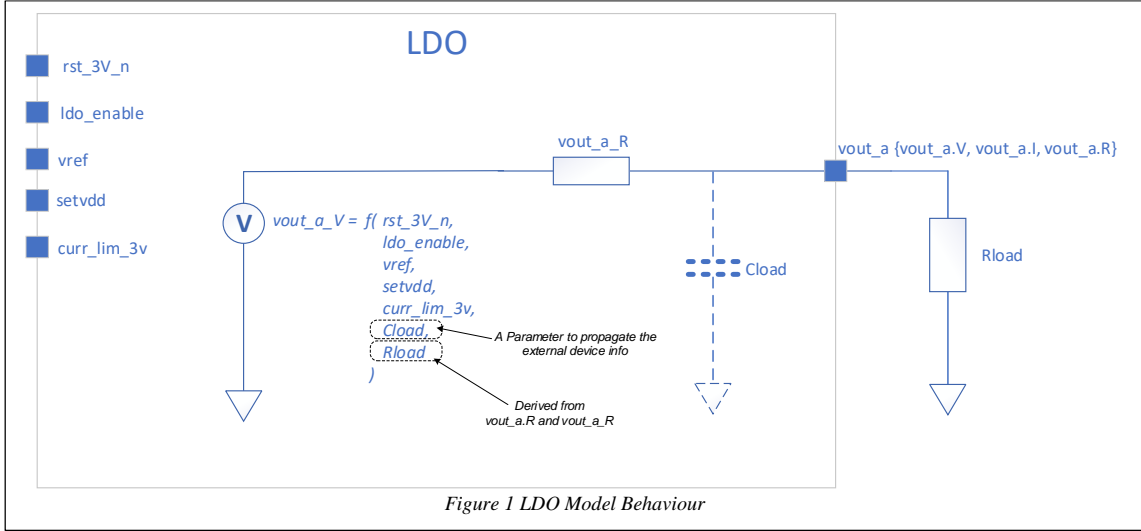 LDO
rst_3V_n
ldo_enable
vref
setvdd
curr_lim_3v
vout_a_R
vout_a {vout_a.V, vout_a.I, vout_a.R}
V
vout_a_V = f( rst_3V_n,
ldo_enable,
vref,
setvdd,
curr_lim_3v,
Cload,
Rload
)
A Parameter to propagate the
external device info
Derived from
vout_a.R and vout_a_R
Cload
Rload
Figure 1 LDO Model Behaviour